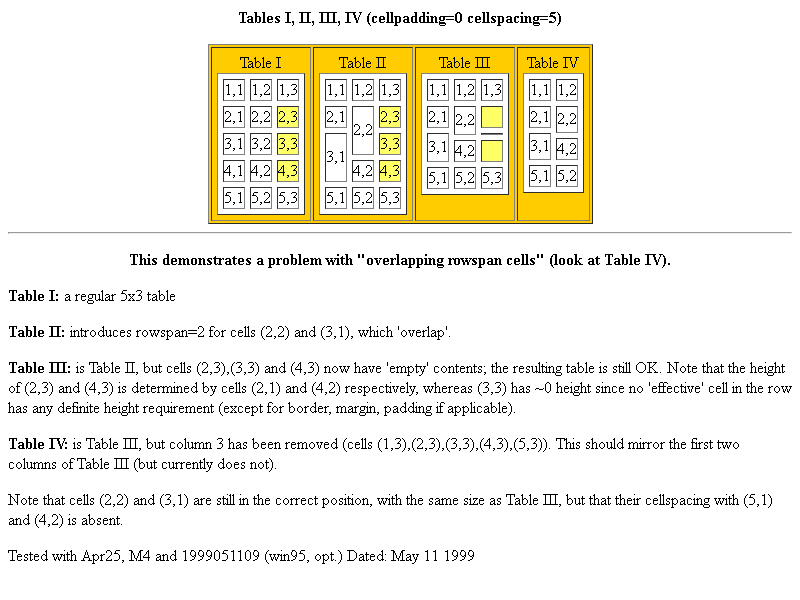 Tables I, II, III, IV (cellpadding=0 cellspacing=5)
Table I
1,1 1,2 1,3
2,1 2,2 2,3
3,1 3,2 3,3
4,1 4,2 4,3
5,1 5,2 5,3
Table II
1,1 1,2 1,3
2,1 2,2 2,3
3,1 3,3
4,2 4,3
5,1 5,2 5,3
Table III
1,1 1,2 1,3
2,1 2,2
3,1 4,2
5,1 5,2 5,3
Table IV
1,1 1,2
2,1 2,2
3,1 4,2
5,1 5,2
This demonstrates a problem with "overlapping rowspan cells" (look at Table IV).
Table I: a regular 5x3 table
Table II: introduces rowspan=2 for cells (2,2) and (3,1), which 'overlap'.
Table III: is Table II, but cells (2,3),(3,3) and (4,3) now have 'empty' contents; the resulting table is still OK. Note that the height
of (2,3) and (4,3) is determined by cells (2,1) and (4,2) respectively, whereas (3,3) has ~0 height since no 'effective' cell in the row
has any definite height requirement (except for border, margin, padding if applicable).
Table IV: is Table III, but column 3 has been removed (cells (1,3),(2,3),(3,3),(4,3),(5,3)). This should mirror the first two
columns of Table III (but currently does not).
Note that cells (2,2) and (3,1) are still in the correct position, with the same size as Table III, but that their cellspacing with (5,1)
and (4,2) is absent.
Tested with Apr25, M4 and 1999051109 (win95, opt.) Dated: May 11 1999